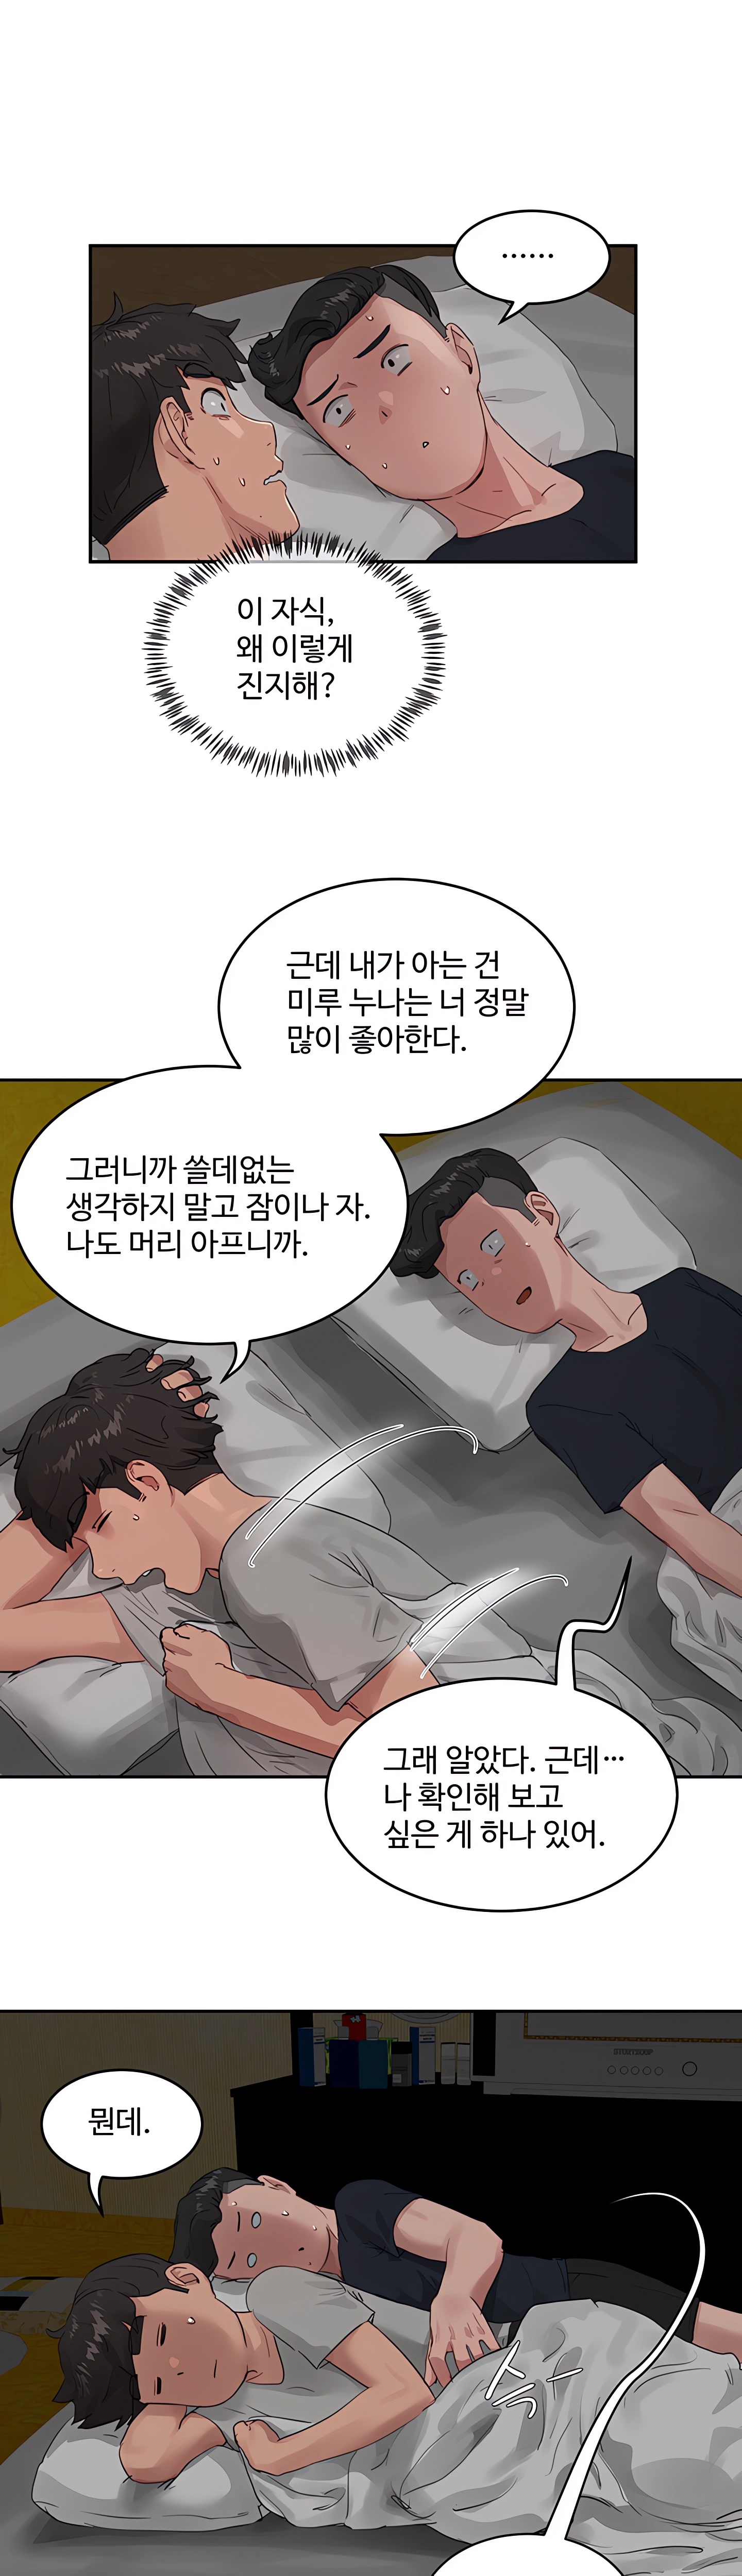 ······
이 자식,
왜 이렇게
진지해?
근데 내가 아는 건
미루 누나는 너 정말
많이 좋아한다.
그러니까 쓸데없는
생각하지 말고 잠이나 자.
나도 머리 아프니까.
그래 알았다. 근데···
나 확인해 보고
싶은 게 하나 있어.
뭔데.
스윽